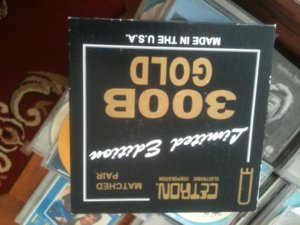 CETRON
ELECTRONIC CORPORATION
MATCHED
PAIR
Limited Edition
300B
GOLD
MADE IN THE U.S.A.